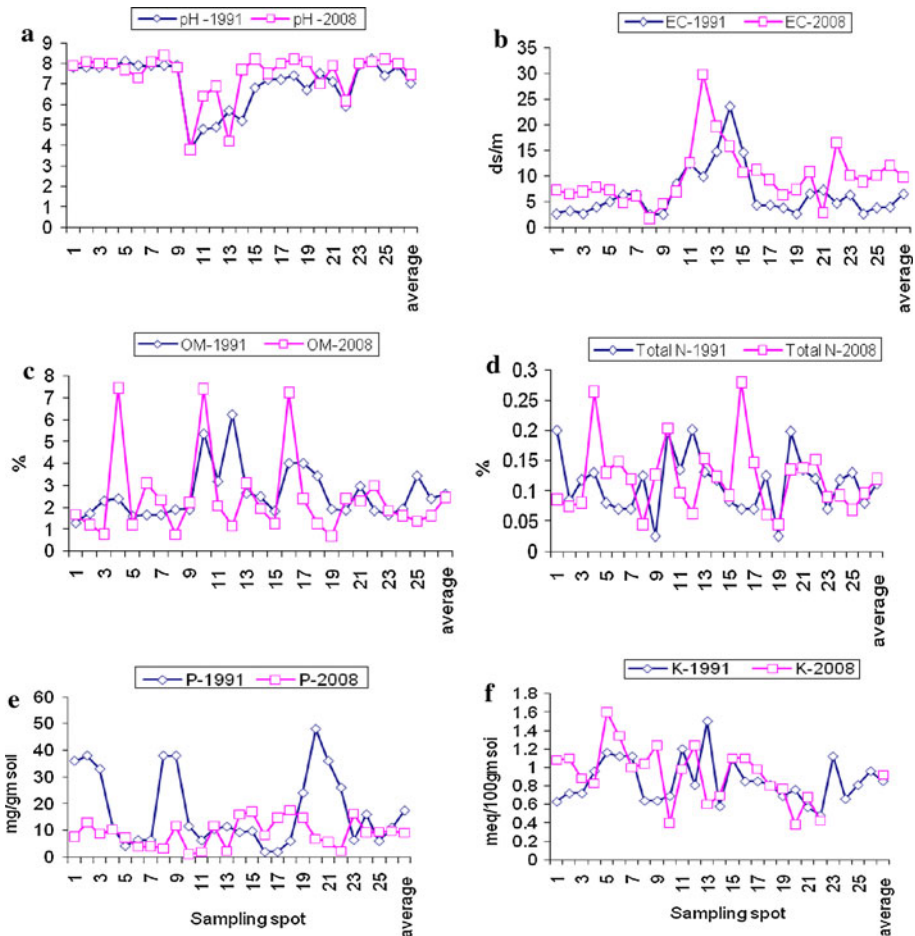 a
pH-1991 pH-2008
9
8
7
6
5
4
3
2
1
0
1 3 5 7 9 11 13 15 17 19 21 23 25 average
b
EC-1991 EC-2008
ds/m
35
30
25
20
15
10
5
0
1 3 5 7 9 11 13 15 17 19 21 23 25 average
c
OM-1991 OM-2008
%
8
7
6
5
4
3
2
1
0
1 3 5 7 9 11 13 15 17 19 21 23 25 average
d
Total N-1991 Total N-2008
%
0.3
0.25
0.2
0.15
0.1
0.05
0
1 3 5 7 9 11 13 15 17 19 21 23 25 average
e
P-1991 P-2008
mg/gm soil
60
50
40
30
20
10
0
1 3 5 7 9 11 13 15 17 19 21 23 25 average
Sampling spot
f
K-1991 K-2008
meq/100gm soi
1.8
1.6
1.4
1.2
1
0.8
0.6
0.4
0.2
0
1 3 5 7 9 11 13 15 17 19 21 23 25 average
Sampling spot